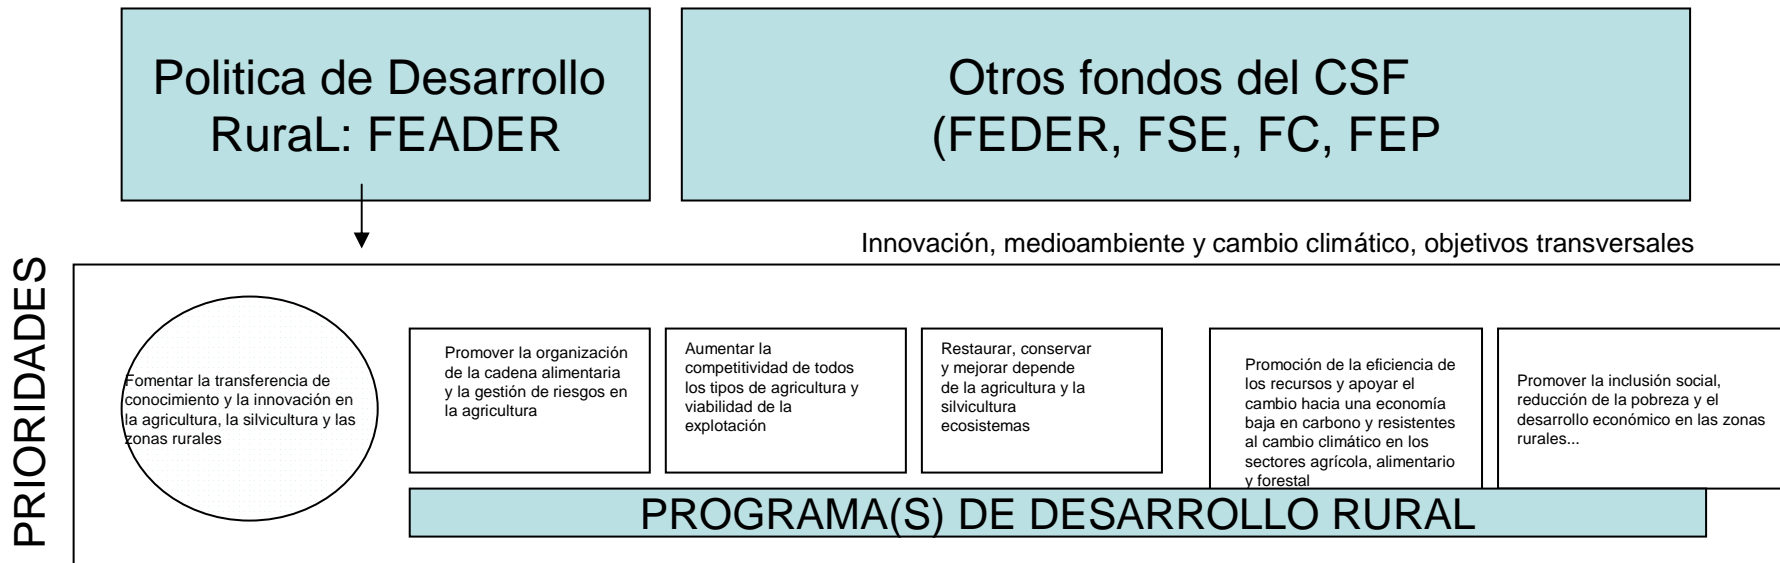 Politica de Desarrollo
RuraL: FEADER
Otros fondos del CSF
(FEDER, FSE, FC, FEP
Innovación, medioambiente y cambio climático, objetivos transversales
PRIORIDADES
Fomentar la transferencia de
conocimiento y la innovación en
la agricultura, la silvicultura y las
zonas rurales
Promover la organización
de la cadena alimentaria
y la gestión de riesgos en
la agricultura
Aumentar la
competitividad de todos
los tipos de agricultura y
viabilidad de la
explotación
Restaurar, conservar
y mejorar depende
de la agricultura y la
silvicultura
ecosistemas
Promoción de la eficiencia de
los recursos y apoyar el
cambio hacia una economía
baja en carbono y resistentes
al cambio climático en los
sectores agrícola, alimentario
y forestal
Promover la inclusión social,
reducción de la pobreza y el
desarrollo económico en las zonas
rurales...
PROGRAMA(S) DE DESARROLLO RURAL